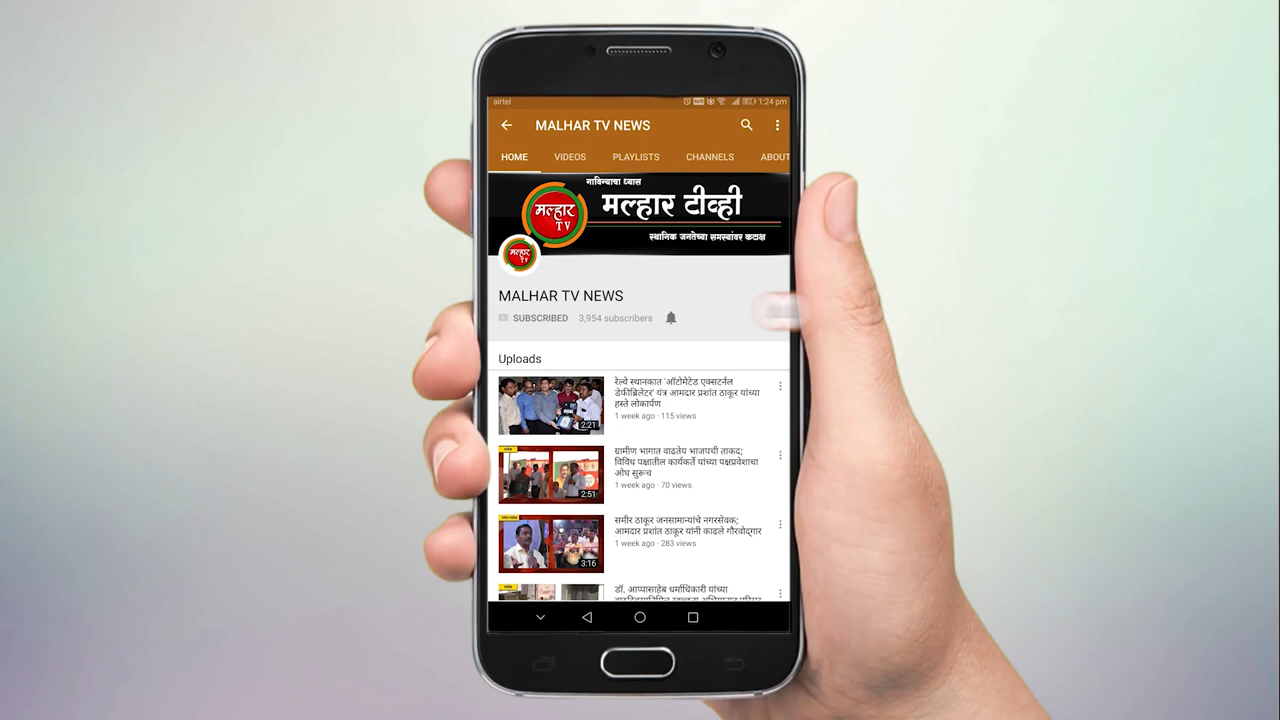 airtel
1:24 pm
MALHAR TV NEWS
HOME VIDEOS PLAYLISTS CHANNELS ABOUT
नाविन्याचा ध्यास
मल्हार टीव्ही
मल्हार
TV
स्थानिक जनतेच्या समस्यांवर कटाक्ष
मल्हार
TV
MALHAR TV NEWS
SUBSCRIBED 3,954 subscribers
Uploads
रेल्वे स्थानकात 'ऑटोमेटेड एक्सटर्नल
डेफीब्रिलेटर' यंत्र आमदार प्रशांत ठाकूर यांच्या
हस्ते लोकार्पण
1 week ago · 115 views
2:21
ग्रामीण भागात वाढतेय भाजपची ताकद;
विविध पक्षातील कार्यकर्ते यांच्या पक्षप्रवेशाचा
ओघ सुरूच
1 week ago · 70 views
2:51
समीर ठाकूर जनसामान्यांचे नगरसेवक;
आमदार प्रशांत ठाकूर यांनी काढले गौरवोद्गार
1 week ago · 283 views
3:16
डॉ. आप्पासाहेब धर्माधिकारी यांच्या